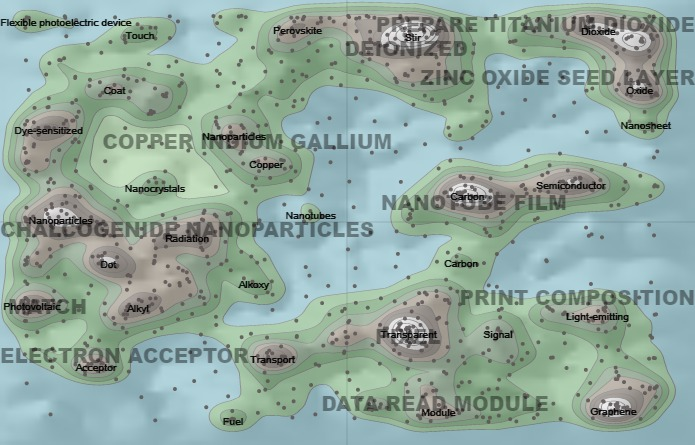 Flexible photoelectric device
PREPARE TITANIUM DIOXIDE
Touch
Perovskite
Stir
Dioxide
DEIONIZED
ZINC OXIDE SEED LAYER
Coat
Oxide
Dye-sensitized
Nanosheet
Nanoparticles
COPPER INDIUM GALLIUM
Copper
Nanocrystals
Carbon
Semiconductor
NANOTUBE FILM
Nanoparticles
Nanotubes
CHALCOGENIDE NANOPARTICLES
Radiation
Dot
Carbon
Alkoxy
PRINT COMPOSITION
Photovoltaic
Alkyl
Light-emitting
Transparent
Signal
ELECTRON ACCEPTOR
Transport
Acceptor
DATA READ MODULE
Module
Graphene
Fuel